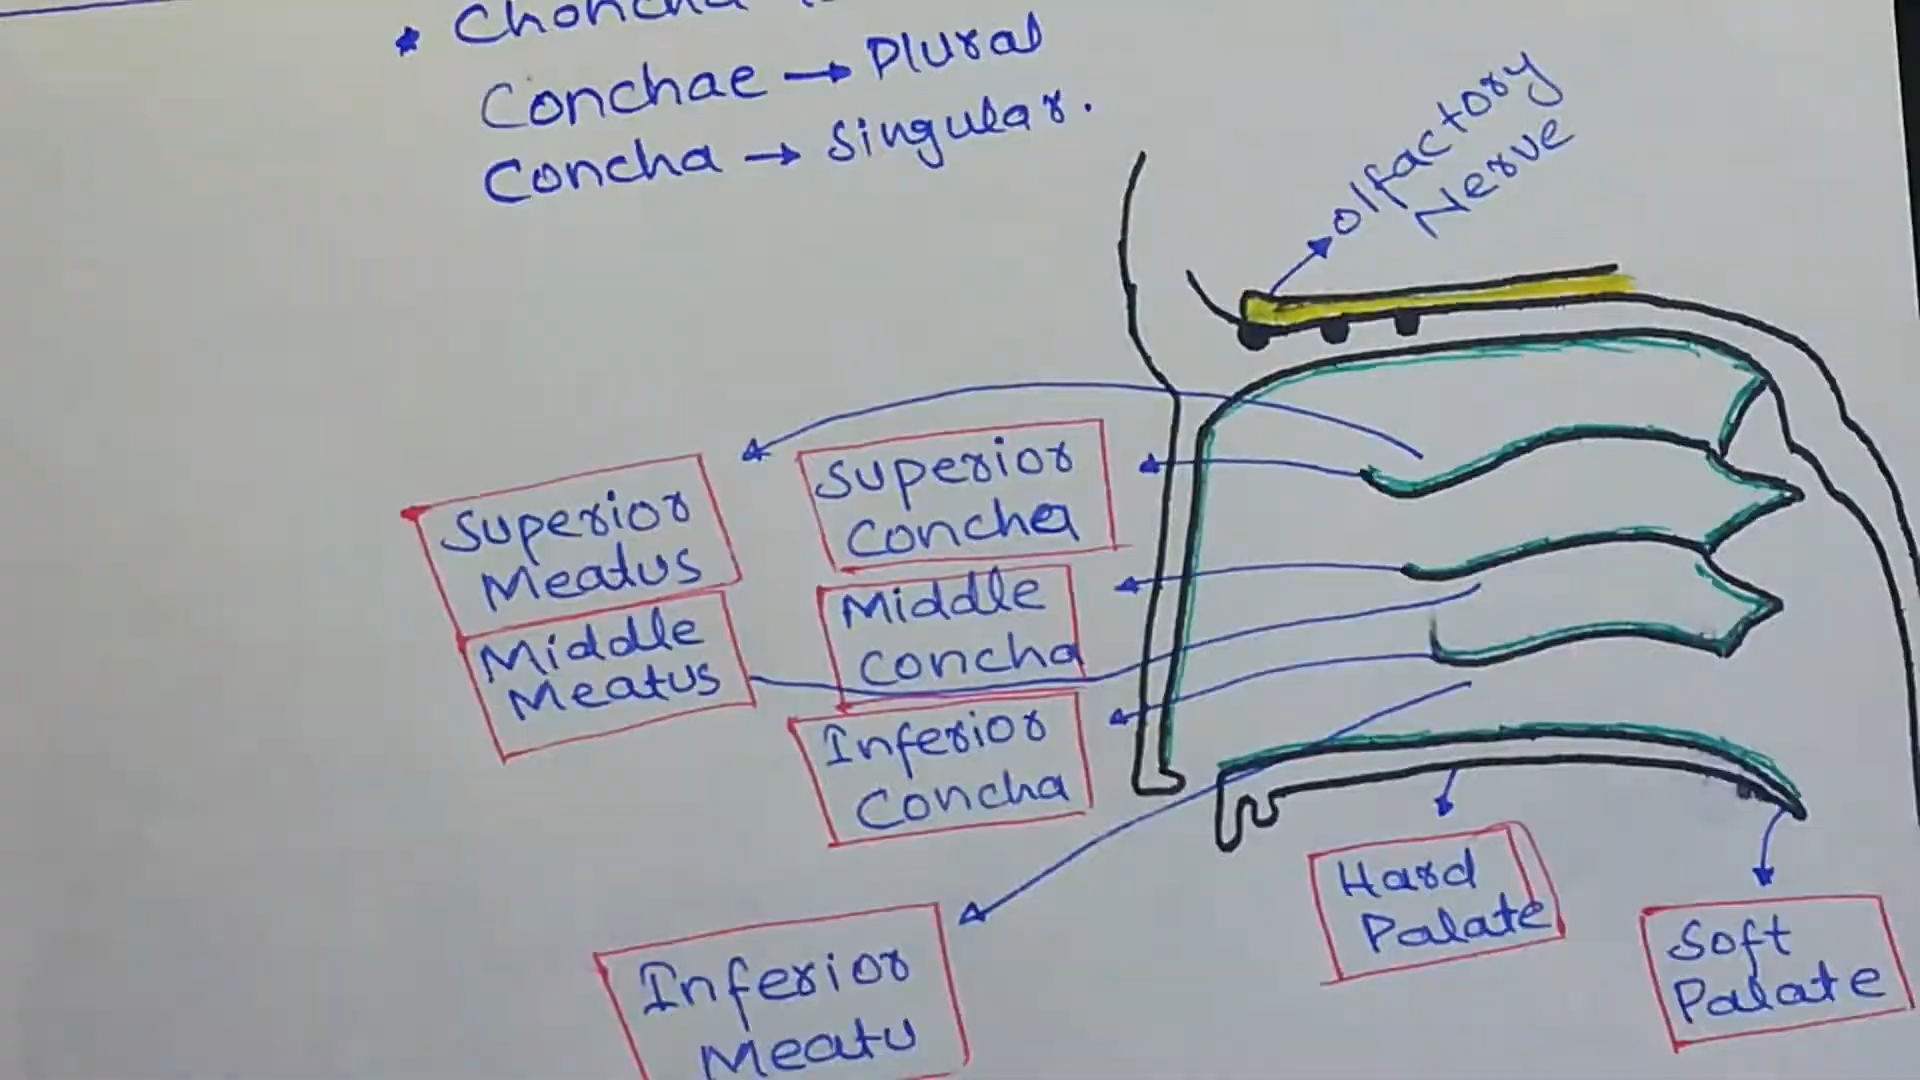 Choncha
Conchae → Plural
Concha → Singular.
Olfactory
Nerve
Superior
Meatus
Superior
Concha
Middle
Meatus
Middle
Concha
Inferior
Concha
Inferior
Meatu
Hard
Palate
Soft
Palate